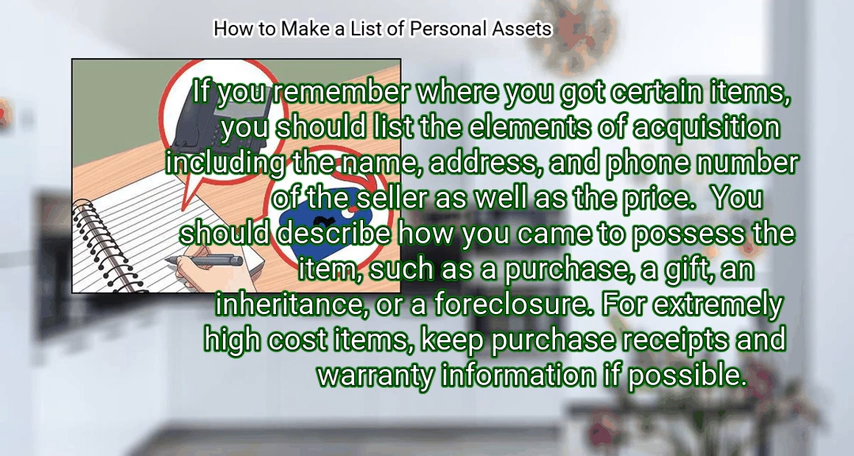 How to Make a List of Personal Assets
If you remember where you got certain items,
you should list the elements of acquisition
including the name, address, and phone number
of the seller as well as the price.  You
should describe how you came to possess the
item, such as a purchase, a gift, an
inheritance, or a foreclosure. For extremely
high cost items, keep purchase receipts and
warranty information if possible.